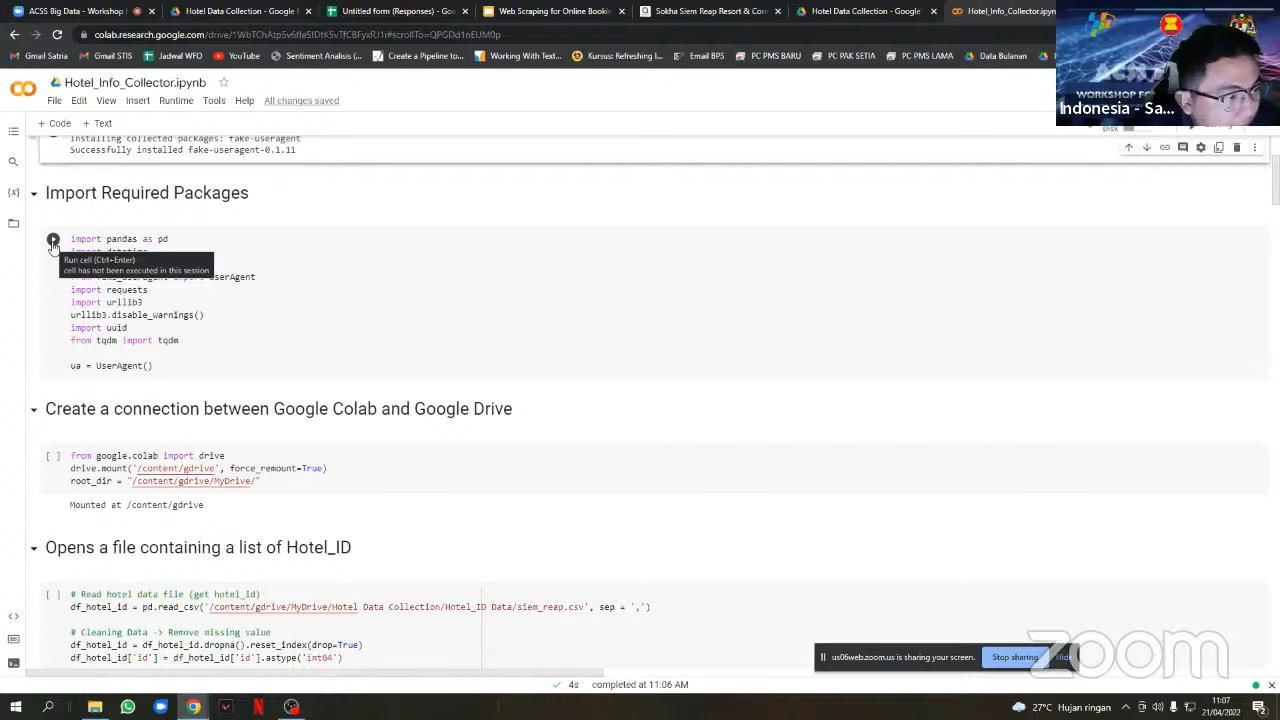 ACSS Big Data - Workshop
Hotel Data Collection - Google D
Untitled form (Responses) - Goo
Web Scraping for Online Bookin
Sokha Siem Reap Resort & Con
Hotel Data Collection - Google D
Hotel_Info_Collector.ipynb
colab.research.google.com/drive/
Gmail Satria
Gmail STIS
Jadwal WFO
YouTube
Sentiment Analysis (...
Create a Pipeline to...
Working With Text...
Kursus: Refreshing I...
Email BPS
PC PMS BARU
PC PAK SETIA
PC PMS
Data Bulanan
WORKSHOP FO
Indonesia - Sa...
Hotel_Info_Collector.ipynb
File Edit View Insert Runtime Tools Help All changes saved
+ Code + Text
Disk
Installing collected packages: fake-useragent
Successfully installed fake-useragent-0.1.11
Import Required Packages
import pandas as pd
Run cell (Ctrl+Enter)
cell has not been executed in this session
UserAgent
import requests
import urllib3
urllib3.disable_warnings()
import uuid
from tqdm import tqdm
ua = UserAgent()
Create a connection between Google Colab and Google Drive
[ ] from google.colab import drive
drive.mount('/content/gdrive', force_remount=True)
root_dir = "/content/gdrive/MyDrive/"
Mounted at /content/gdrive
Opens a file containing a list of Hotel_ID
[ ] # Read hotel data file (get hotel_id)
df_hotel_id = pd.read_csv('/content/gdrive/MyDrive/Hotel Data Collection/Hotel_ID Data/siem_reap.csv', sep = ',')
# Cleaning Data -> Remove missing value
df_hotel_id = df_hotel_id.dropna().reset_index(drop=True)
df_hotel_id['id'] = df_hotel_id['id'].astype('int64')
us06web.zoom.us is sharing your screen.
Stop sharing
Hide
zoom
4s completed at 11:06 AM
27°C Hujan ringan
11:07
21/04/2022